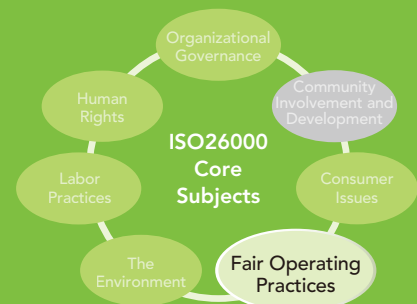 Organizational
Governance
Community
Involvement and
Development
Human
Rights
ISO26000
Core
Subjects
Labor
Practices
Consumer
Issues
The
Environment
Fair Operating
Practices